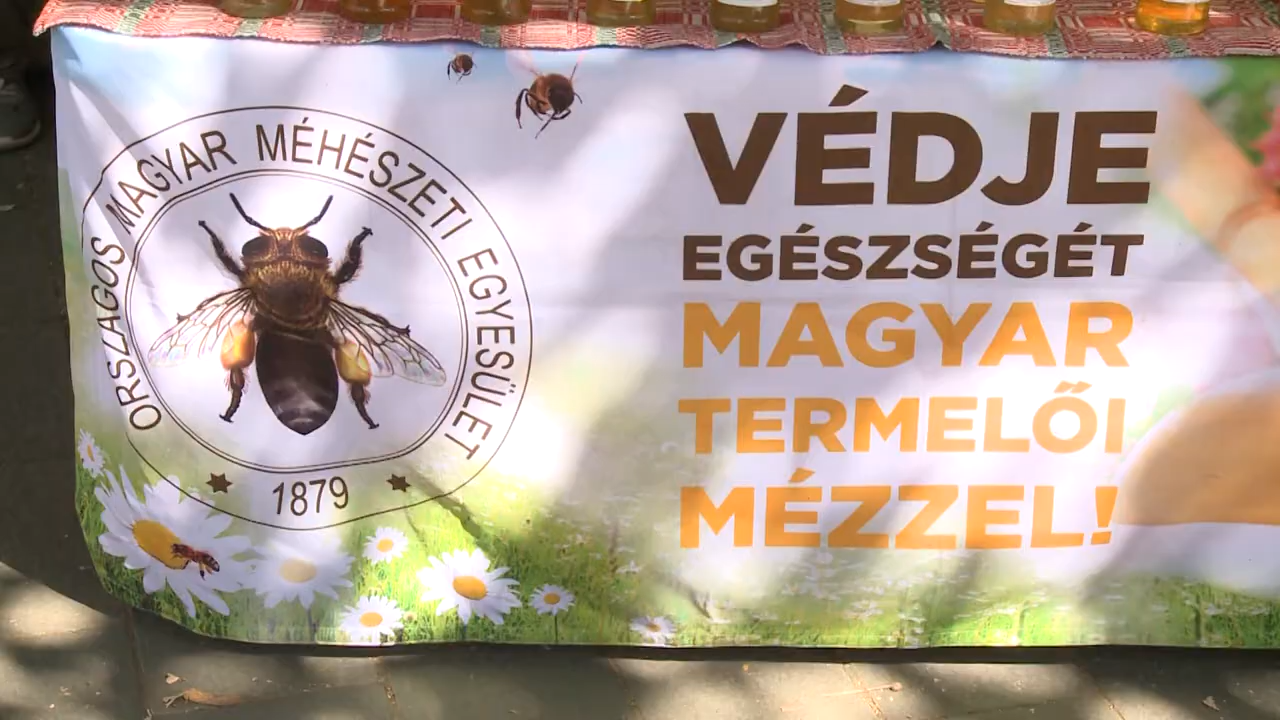 ORSZÁGOS MAGYAR MÉHÉSZETI EGYESÜLET
1879
VÉDJE
EGÉSZSÉGÉT
MAGYAR
TERMELŐI
MÉZZEL!